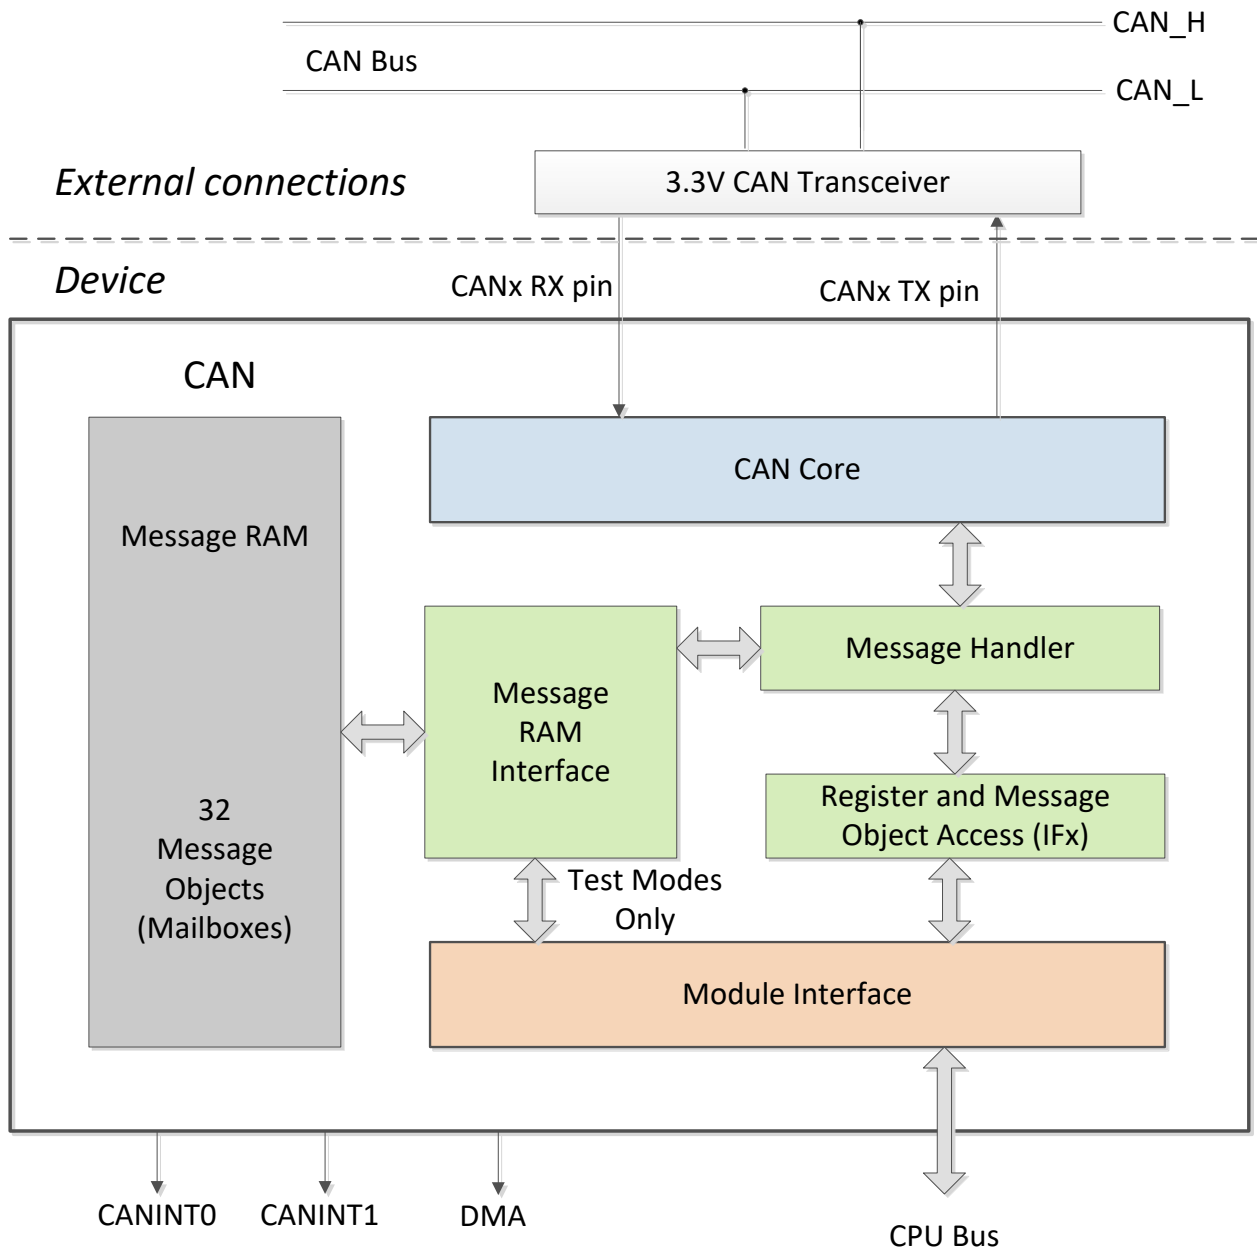 CAN_H
CAN Bus
CAN_L
External connections
3.3V CAN Transceiver
Device
CANx RX pin
CANx TX pin
CAN
CAN Core
Message RAM
Message Handler
Message
RAM
Interface
32
Message
Objects
(Mailboxes)
Register and Message
Object Access (IFx)
Test Modes
Only
Module Interface
CANINT0
CANINT1
DMA
CPU Bus